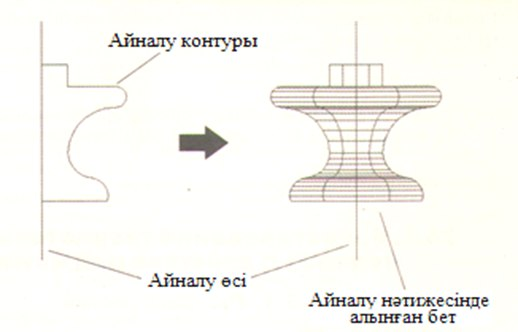 Айналу контуры
Айналу өсі
Айналу нәтижесінде
алынған бет